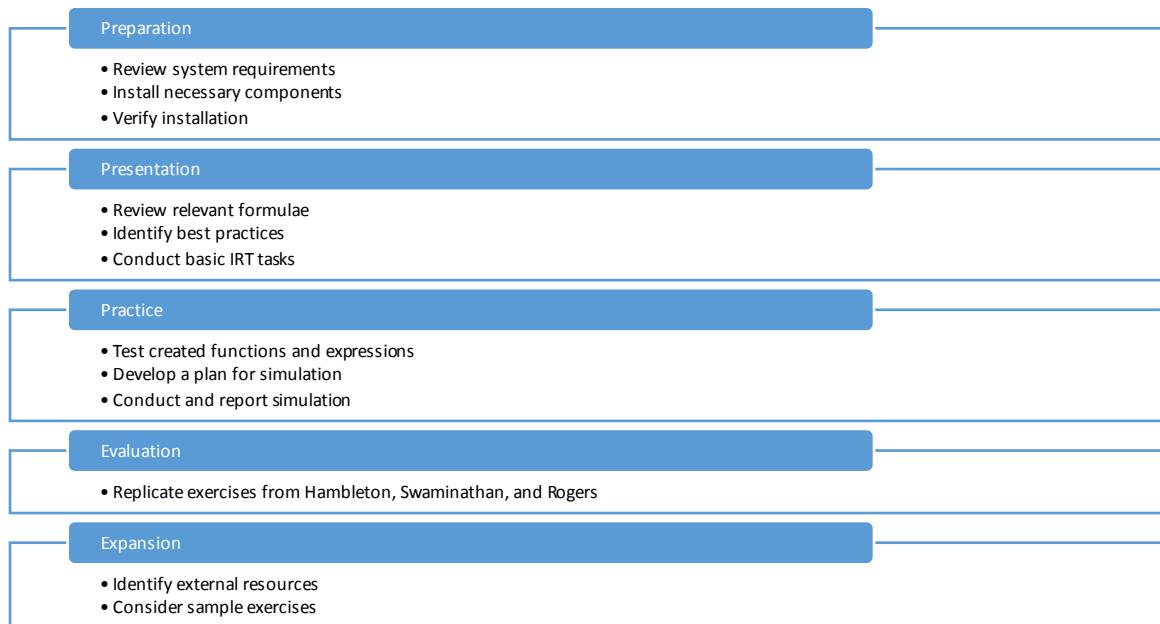 Preparation
• Review system requirements
• Install necessary components
• Verify installation
Presentation
• Review relevant formulae
• Identify best practices
• Conduct basic IRT tasks
Practice
• Test created functions and expressions
• Develop a plan for simulation
• Conduct and report simulation
Evaluation
• Replicate exercises from Hambleton, Swaminathan, and Rogers
Expansion
• Identify external resources
• Consider sample exercises